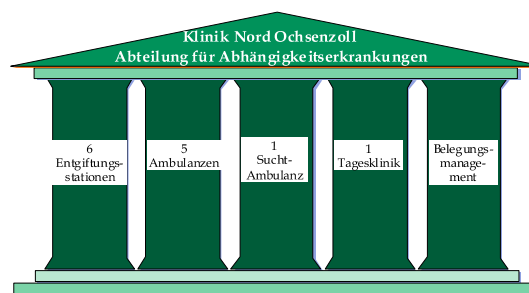 Klinik Nord Ochsenzoll
Abteilung für Abhängigkeitserkrankungen
6
Entgiftungs-
stationen
5
Ambulanzen
1
Sucht-
Ambulanz
1
Tagesklinik
Belegungs-
manage-
ment